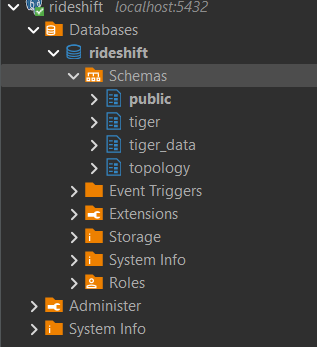 rideshift localhost:5432
Databases
rideshift
Schemas
public
tiger
tiger_data
topology
Event Triggers
Extensions
Storage
System Info
Roles
Administer
System Info